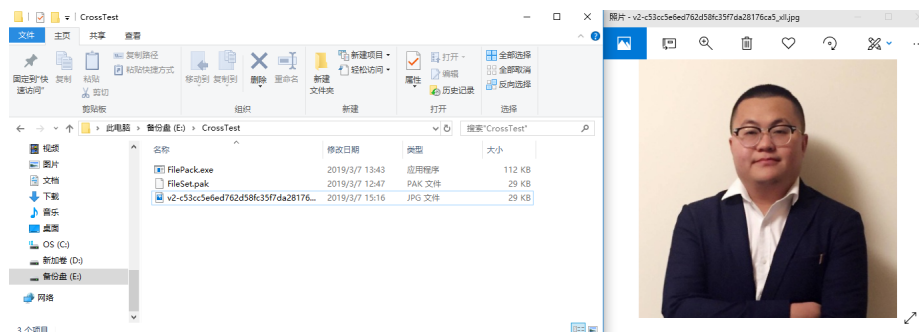 CrossTest
文件 主页 共享 查看
固定到"快速访问"
复制
粘贴
复制路径
粘贴快捷方式
剪切
剪贴板
移动到 复制到 删除 重命名
组织
新建文件夹
新建项目
轻松访问
新建
属性
打开
编辑
历史记录
打开
全部选择
全部取消
反向选择
选择
此电脑 > 备份盘 (E:) > CrossTest
搜索"CrossTest"
视频
图片
文档
下载
音乐
桌面
OS (C:)
新加卷 (D:)
备份盘 (E:)
网络
名称 修改日期 类型 大小
FilePack.exe 2019/3/7 13:43 应用程序 112 KB
FileSet.pak 2019/3/7 12:47 PAK 文件 29 KB
v2-c53cc5e6ed762d58fc35f7da28176... 2019/3/7 15:16 JPG 文件 29 KB
3 个项目
照片 - v2-c53cc5e6ed762d58fc35f7da28176ca5_xll.jpg